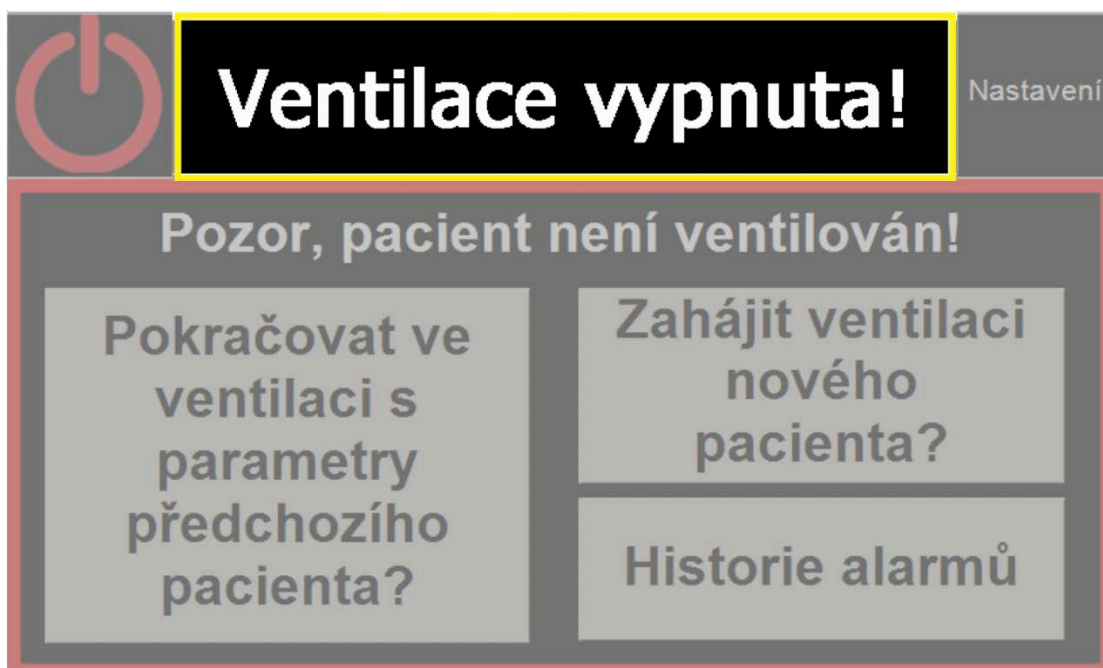 Ventilace vypnuta!
Nastavení
Pozor, pacient není ventilován!
Pokračovat ve
ventilaci s
parametry
předchozího
pacienta?
Zahájit ventilaci
nového
pacienta?
Historie alarmů